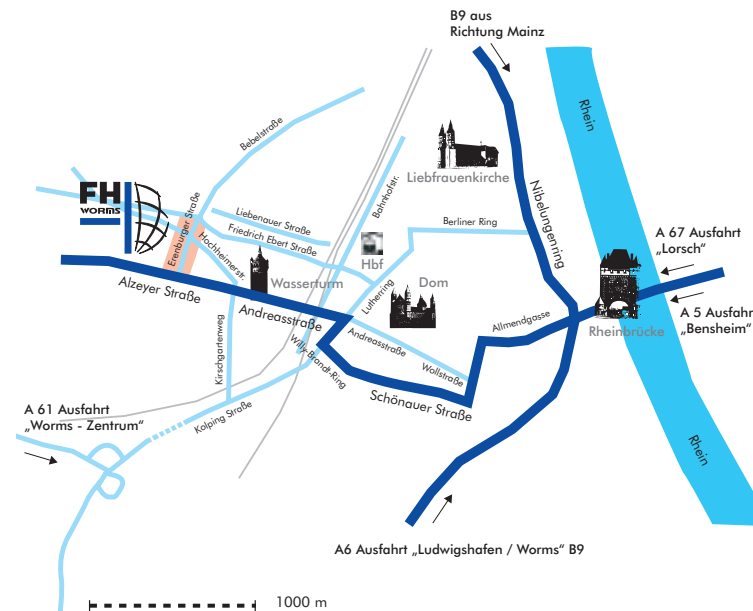 B9 aus
Richtung Mainz
Rhein
Bebelstraße
Liebfrauenkirche
Bahnhofstr.
FH
WORMS
Erenburger Straße
Liebenauer Straße
Friedrich Ebert Straße
Berliner Ring
Nibelungenring
A 67 Ausfahrt
„Lorsch“
Hochheimerstr.
Hbf
Wasserturm
Lutherring
Dom
Alzeyer Straße
Andreasstraße
A 5 Ausfahr
„Bensheim“
Rheinbrücke
Allmendgasse
Andreasstraße
Wollstraße
Willy-Brandt-Ring
Kirschgartenweg
Schönauer Straße
A 61 Ausfahrt
„Worms - Zentrum“
Kolping Straße
Rhein
A6 Ausfahrt „Ludwigshafen / Worms“ B9
1000 m